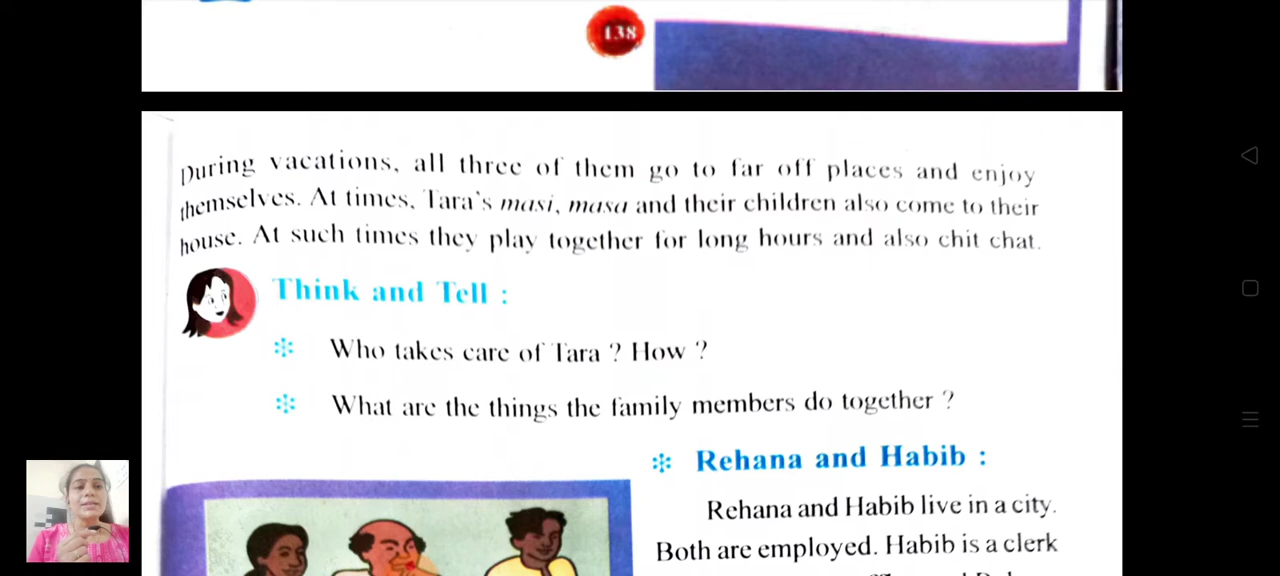 138
During vacations, all three of them go to far off places and enjoy
themselves. At times, Tara's masi, masa and their children also come to their
house. At such times they play together for long hours and also chit chat.
Think and Tell :
Who takes care of Tara ? How ?
What are the things the family members do together ?
Rehana and Habib :
Rehana and Habib live in a city.
Both are employed. Habib is a clerk